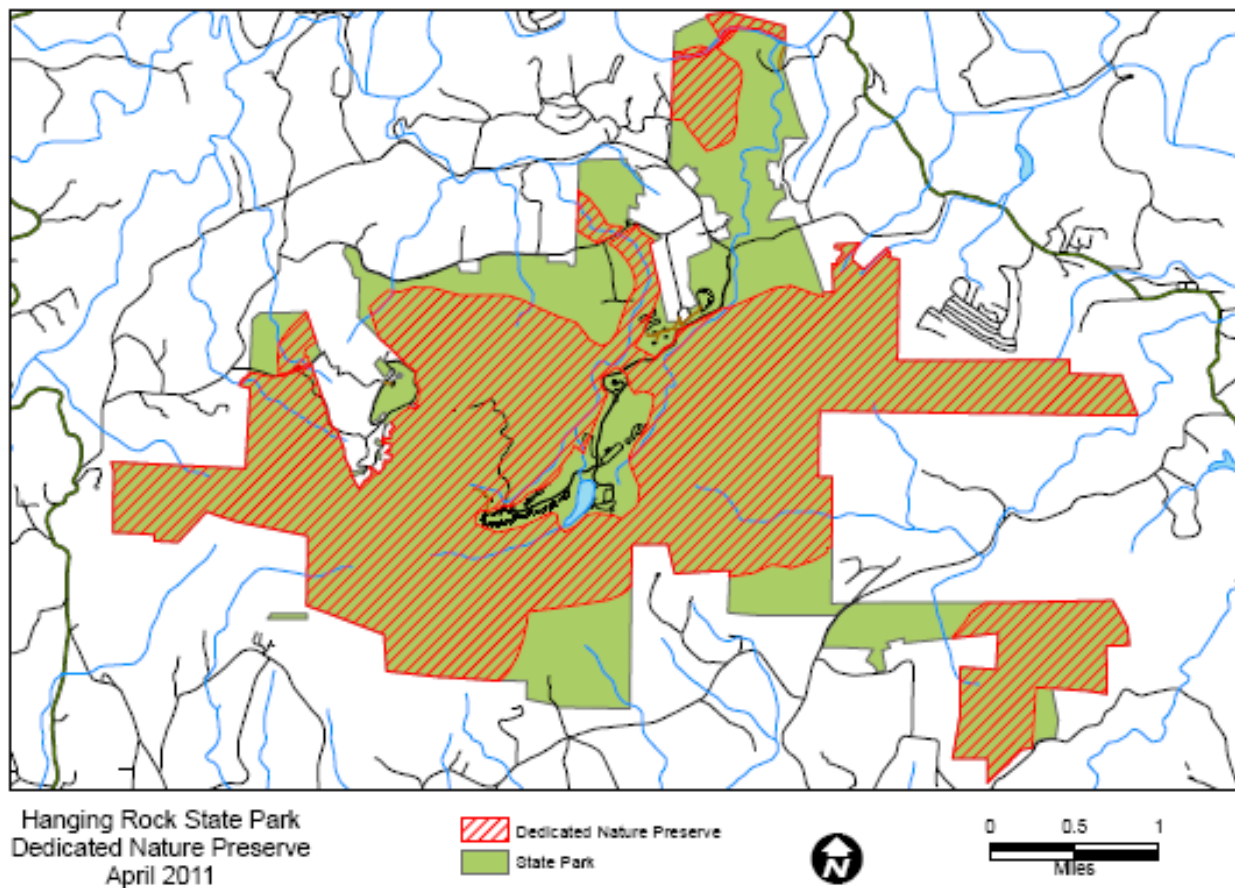 Hanging Rock State Park
Dedicated Nature Preserve
April 2011
Dedicated Nature Preserve
State Park
N
0 0.5 1
Miles